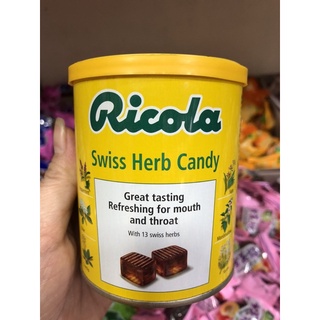 Ricola
Swiss Herb Candy
Great tasting
Refreshing for mouth
and throat
With 13 swiss herbs